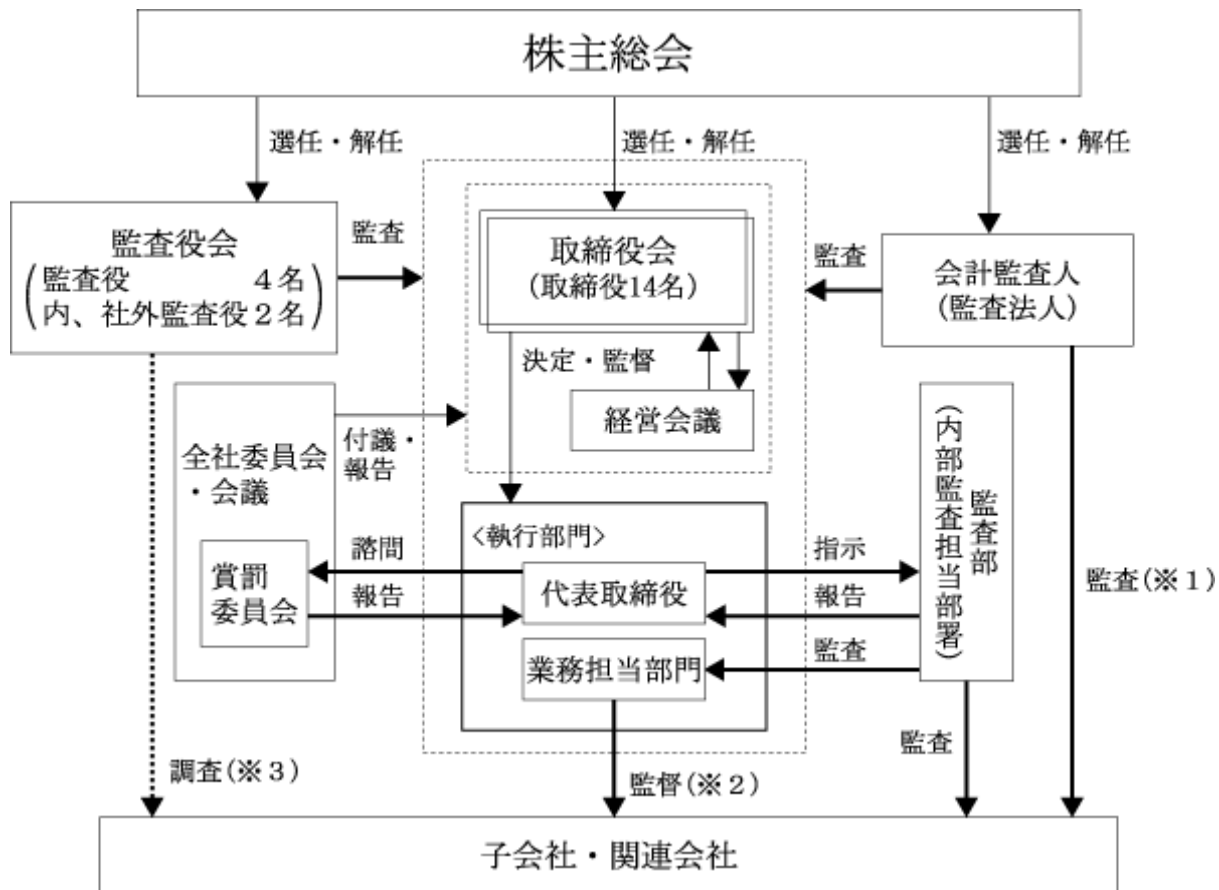 株主総会
選任・解任
選任・解任
選任・解任
監査役会
(監査役　　　　４名
内、社外監査役２名)
監査
取締役会
(取締役14名)
監査
会計監査人
(監査法人)
決定・監督
経営会議
全社委員会
・会議
付議・
報告
監査部
(内部監査担当部署)
<執行部門>
諮問
指示
賞罰
委員会
代表取締役
報告
報告
監査(※１)
業務担当部門
監査
監査
調査(※３)
監督(※２)
子会社・関連会社